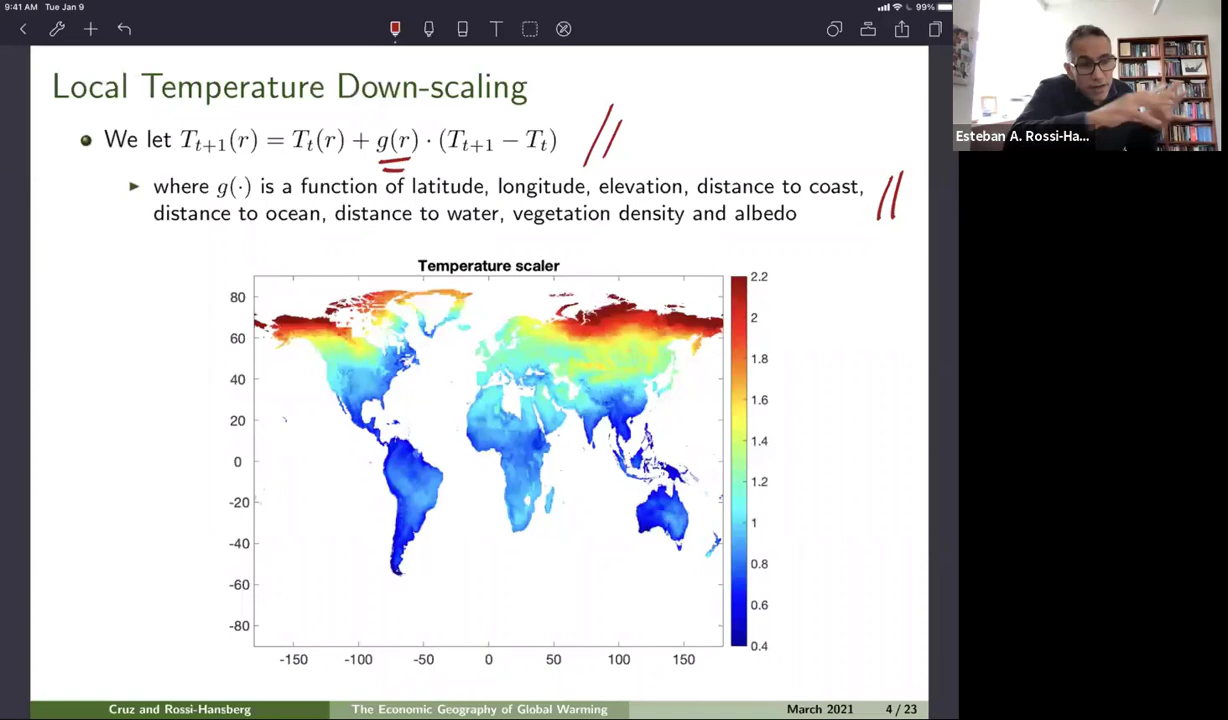 9:41 AM Tue Jan 9
99%
Local Temperature Down-scaling
We let T_{t+1}(r) = T_t(r) + g(r) · (T_{t+1} − T_t)
where g(·) is a function of latitude, longitude, elevation, distance to coast,
distance to ocean, distance to water, vegetation density and albedo
Temperature scaler
80
60
40
20
0
-20
-40
-60
-80
-150
-100
-50
0
50
100
150
2.2
2
1.8
1.6
1.4
1.2
1
0.8
0.6
0.4
Cruz and Rossi-Hansberg
The Economic Geography of Global Warming
March 2021
4 / 23
Esteban A. Rossi-Ha...